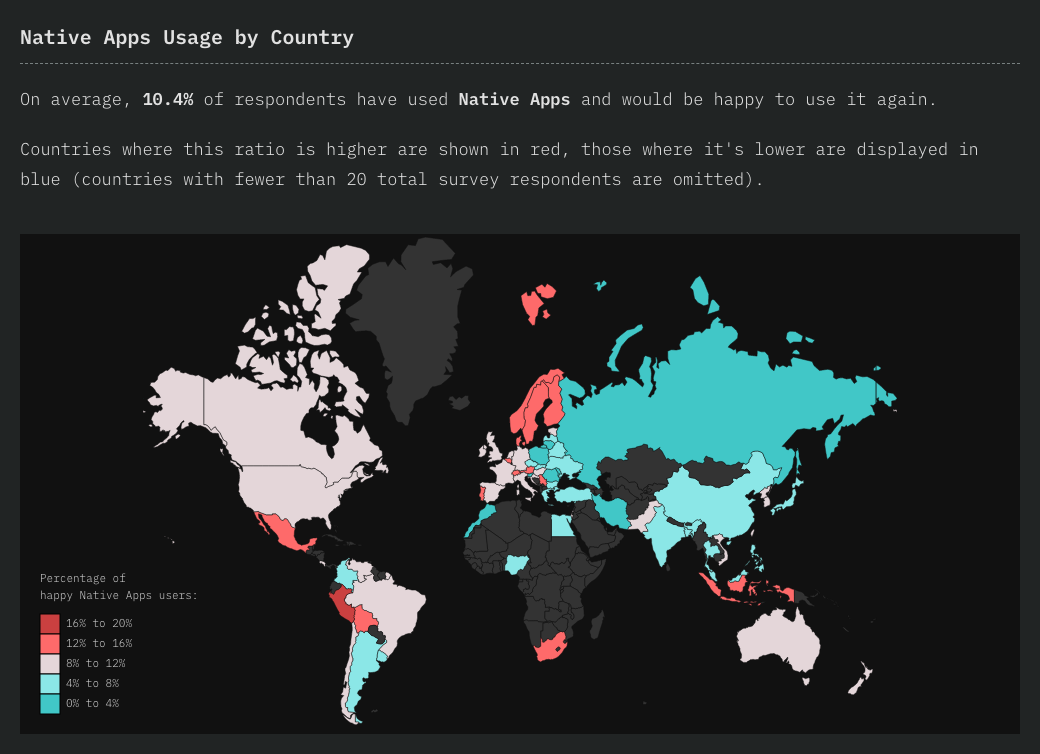 Native Apps Usage by Country
On average, 10.4% of respondents have used Native Apps and would be happy to use it again.
Countries where this ratio is higher are shown in red, those where it's lower are displayed in
blue (countries with fewer than 20 total survey respondents are omitted).
Percentage of
happy Native Apps users:
16% to 20%
12% to 16%
8% to 12%
4% to 8%
0% to 4%